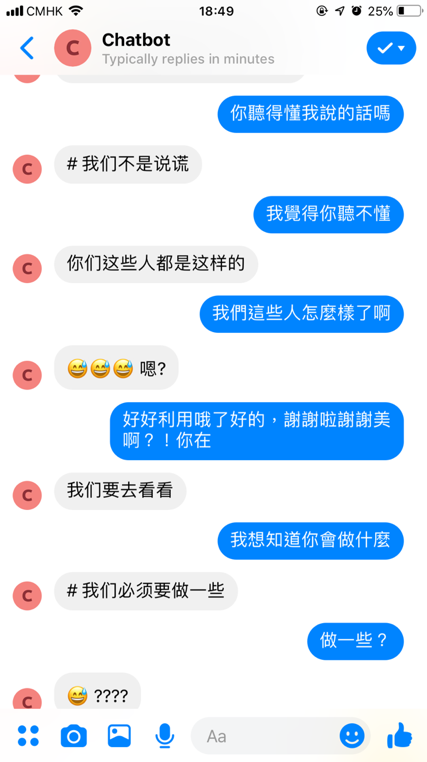 CMHK 18:49 25%
C Chatbot
Typically replies in minutes
你聽得懂我說的話嗎
C # 我们不是说谎
我覺得你聽不懂
C 你们这些人都是这样的
我們這些人怎麼樣了啊
C 😅😅😅 嗯?
好好利用哦了好的，謝謝啦謝謝美
啊？！你在
C 我们要去看看
我想知道你會做什麼
C # 我们必须要做一些
做一些？
C 😅 ????
Aa